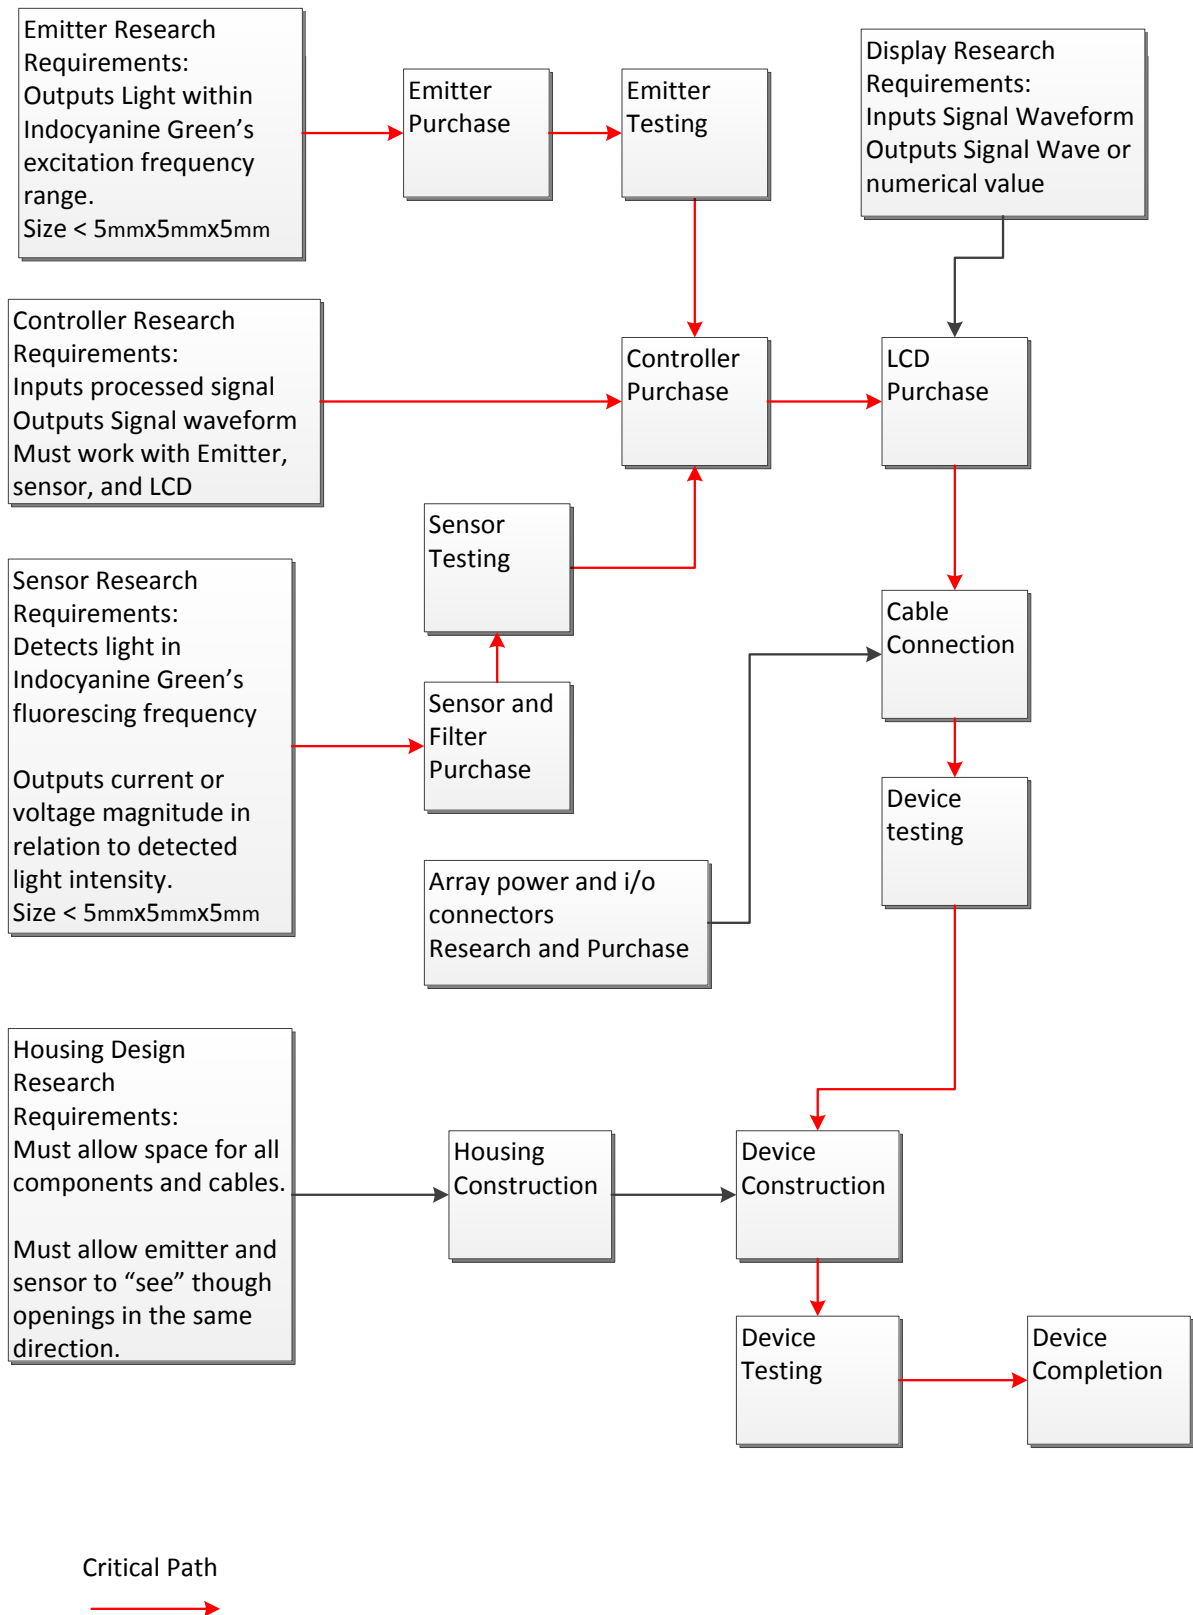 Emitter Research
Requirements:
Outputs Light within
Indocyanine Green's
excitation frequency
range.
Size < 5mmx5mmx5mm
Emitter
Purchase
Emitter
Testing
Display Research
Requirements:
Inputs Signal Waveform
Outputs Signal Wave or
numerical value
Controller Research
Requirements:
Inputs processed signal
Outputs Signal waveform
Must work with Emitter,
sensor, and LCD
Controller
Purchase
LCD
Purchase
Sensor
Testing
Sensor Research
Requirements:
Detects light in
Indocyanine Green's
fluorescing frequency
Outputs current or
voltage magnitude in
relation to detected
light intensity.
Size < 5mmx5mmx5mm
Sensor and
Filter
Purchase
Cable
Connection
Device
testing
Array power and i/o
connectors
Research and Purchase
Housing Design
Research
Requirements:
Must allow space for all
components and cables.
Must allow emitter and
sensor to “see” though
openings in the same
direction.
Housing
Construction
Device
Construction
Device
Testing
Device
Completion
Critical Path